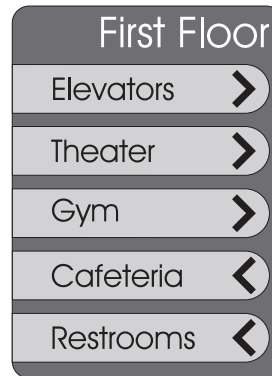 First Floor
Elevators
Theater
Gym
Cafeteria
Restrooms